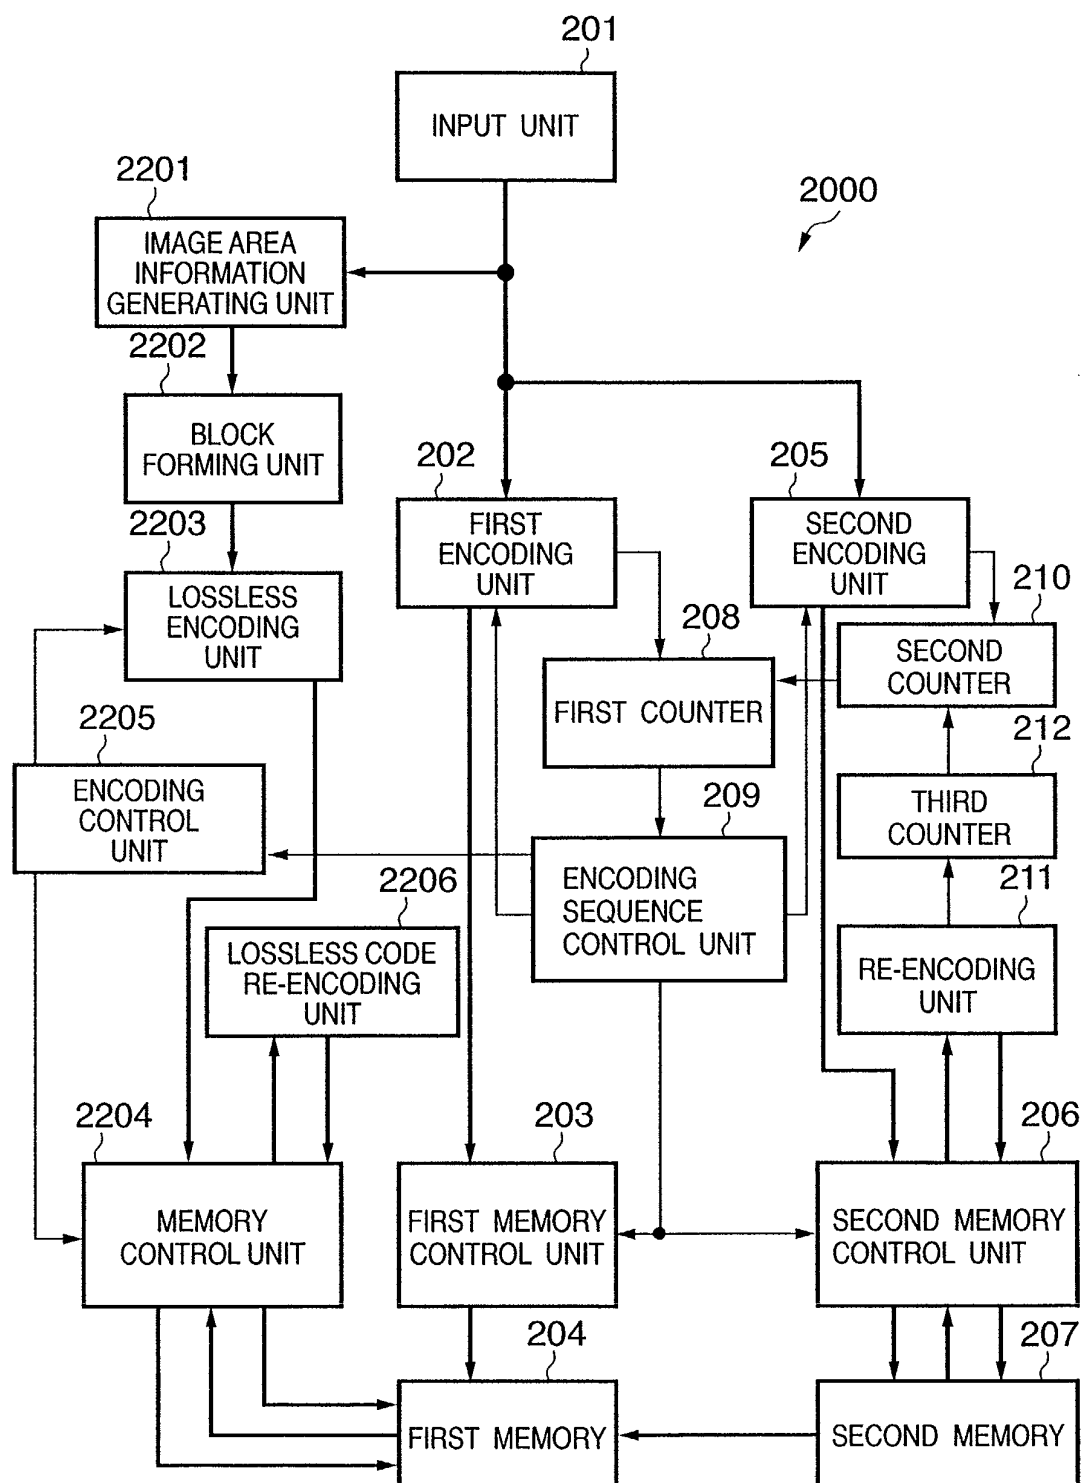 201
INPUT UNIT
2201
2000
IMAGE AREA
INFORMATION
GENERATING UNIT
2202
BLOCK
FORMING UNIT
202
205
2203
FIRST
ENCODING
UNIT
SECOND
ENCODING
UNIT
LOSSLESS
ENCODING
UNIT
210
208
SECOND
COUNTER
FIRST COUNTER
2205
212
ENCODING
CONTROL
UNIT
209
THIRD
COUNTER
2206
ENCODING
SEQUENCE
CONTROL UNIT
211
LOSSLESS CODE
RE-ENCODING
UNIT
RE-ENCODING
UNIT
2204
203
206
MEMORY
CONTROL UNIT
FIRST MEMORY
CONTROL UNIT
SECOND MEMORY
CONTROL UNIT
204
207
FIRST MEMORY
SECOND MEMORY